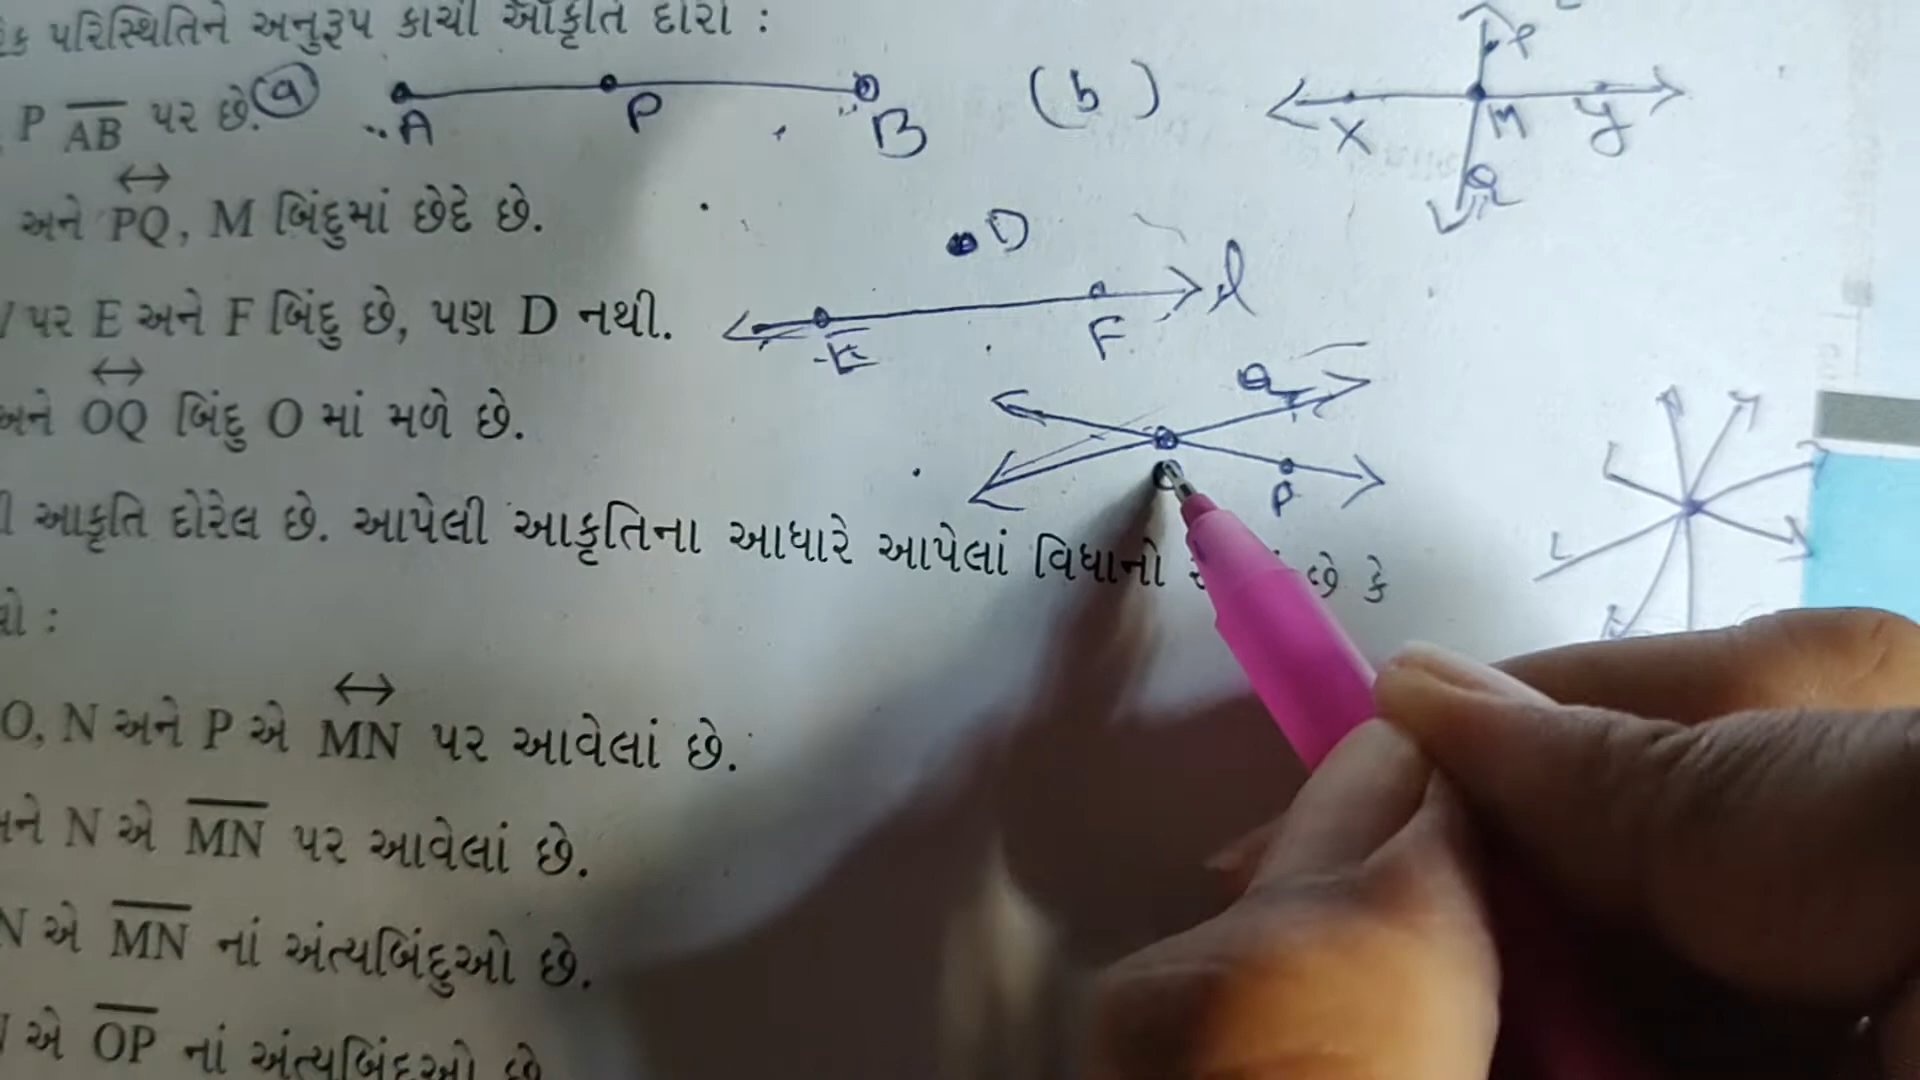 પરિસ્થિતિને અનુરૂપ કાચી આકૃતિ દોરો :
P AB પર છે. (a) A P B (b) X M Y P Q
અને PQ, M બિંદુમાં છેદે છે.
D
l પર E અને F બિંદુ છે, પણ D નથી. E F l
અને OQ બિંદુ O માં મળે છે. Q O P
આકૃતિ દોરેલ છે. આપેલી આકૃતિના આધારે આપેલાં વિધાનો છે કે
O, N અને P એ MN પર આવેલાં છે.
N એ MN પર આવેલાં છે.
N એ MN નાં અંત્યબિંદુઓ છે.
એ OP નાં અંત્યબિંદુઓ છે